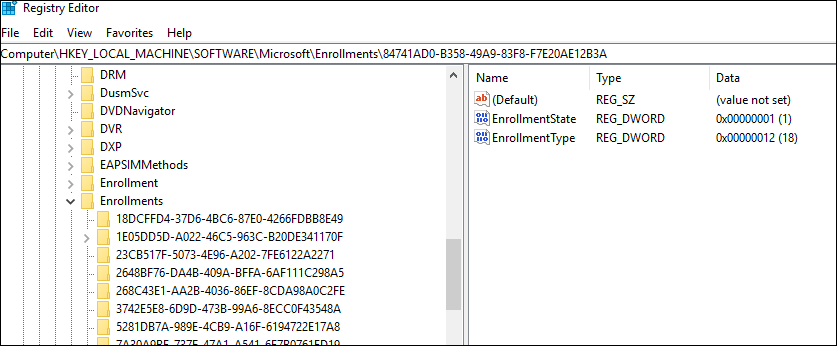 Registry Editor
File Edit View Favorites Help
Computer\HKEY_LOCAL_MACHINE\SOFTWARE\Microsoft\Enrollments\84741AD0-B358-49A9-83F8-F7E20AE12B3A
DRM
DusmSvc
DVDNavigator
DVR
DXP
EAPSIMMethods
Enrollment
Enrollments
18DCFFD4-37D6-4BC6-87E0-4266FDBB8E49
1E05DD5D-A022-46C5-963C-B20DE341170F
23CB517F-5073-4E96-A202-7FE6122A2271
2648BF76-DA4B-409A-BFFA-6AF111C298A5
268C43E1-AA2B-4036-86EF-8CDA98A0C2FE
3742E5E8-6D9D-473B-99A6-8ECC0F43548A
5281DB7A-989E-4CB9-A16F-6194722E17A8
Name Type Data
(Default) REG_SZ (value not set)
EnrollmentState REG_DWORD 0x00000001 (1)
EnrollmentType REG_DWORD 0x00000012 (18)